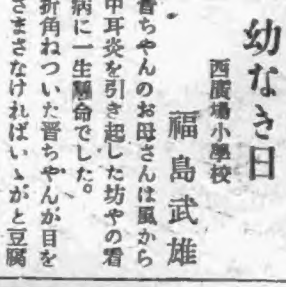 幼なき日
西廣場小學校
福島武雄
晋ちやんのお母さんは風から
中耳炎を引き起した坊やの看
病に一生懸命でした。
折角ねついた晋ちやんが目を
さまさなければいゝがと豆腐